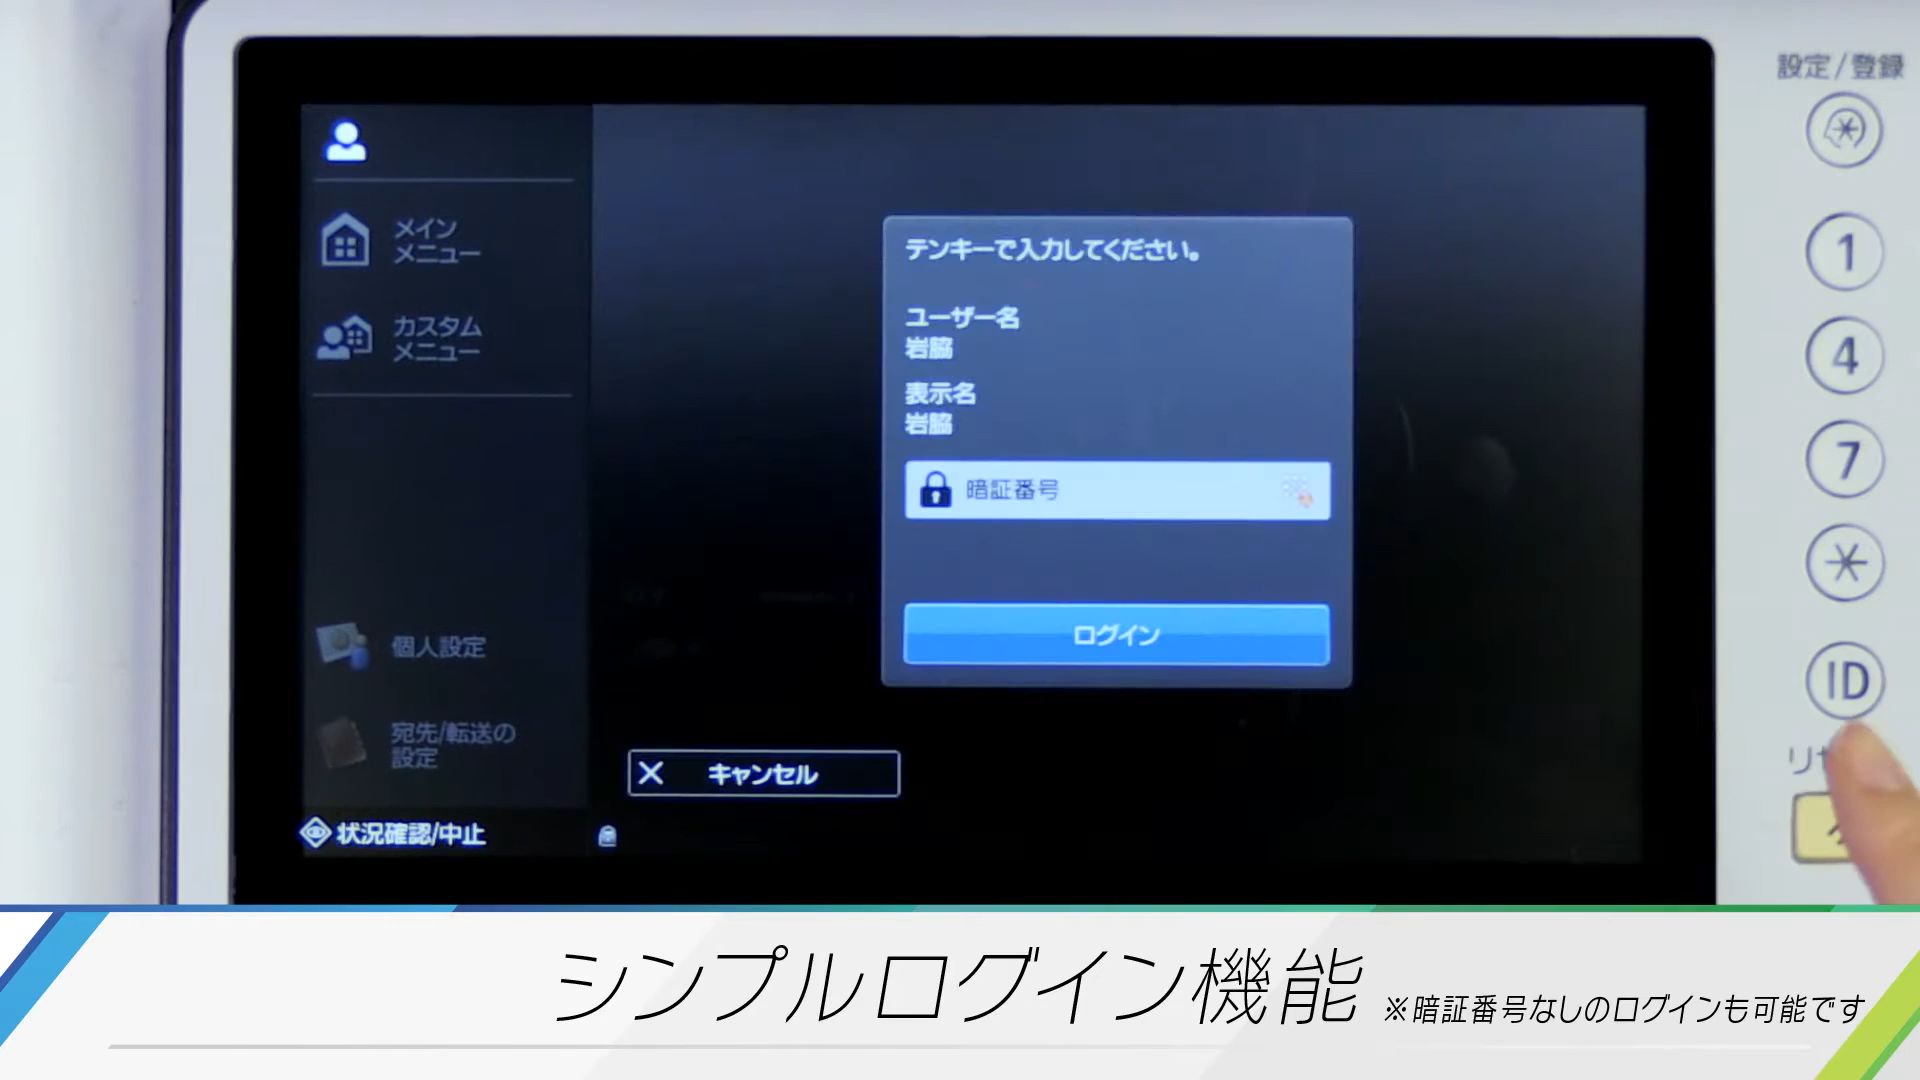 設定/登録
メイン
メニュー
カスタム
メニュー
テンキーで入力してください。
ユーザー名
岩脇
表示名
岩脇
暗証番号
ログイン
個人設定
宛先/転送の
設定
キャンセル
状況確認/中止
1
4
7
*
ID
シンプルログイン機能
※暗証番号なしのログインも可能です